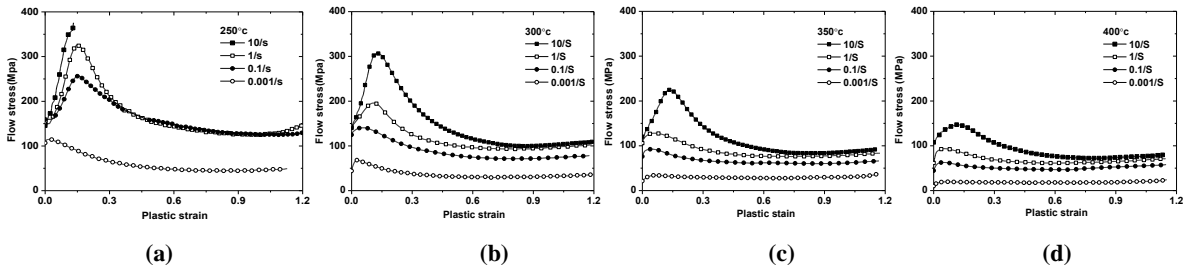 250°c
10/s
1/s
0.1/s
0.001/s
Flow stress(Mpa)
400
300
200
100
0
0.0 0.3 0.6 0.9 1.2
Plastic strain
(a)
300°c
10/S
1/S
0.1/S
0.001/S
Flow stress(Mpa)
400
300
200
100
0
0.0 0.3 0.6 0.9 1.2
Plastic strain
(b)
350°c
10/S
1/S
0.1/S
0.001/S
Flow stress (MPa)
400
300
200
100
0
0.0 0.3 0.6 0.9 1.2
Plastic stain
(c)
400°c
10/S
1/S
0.1/S
0.001/S
Flow stress (MPa)
400
300
200
100
0
0.0 0.3 0.6 0.9 1.2
Plastic strain
(d)